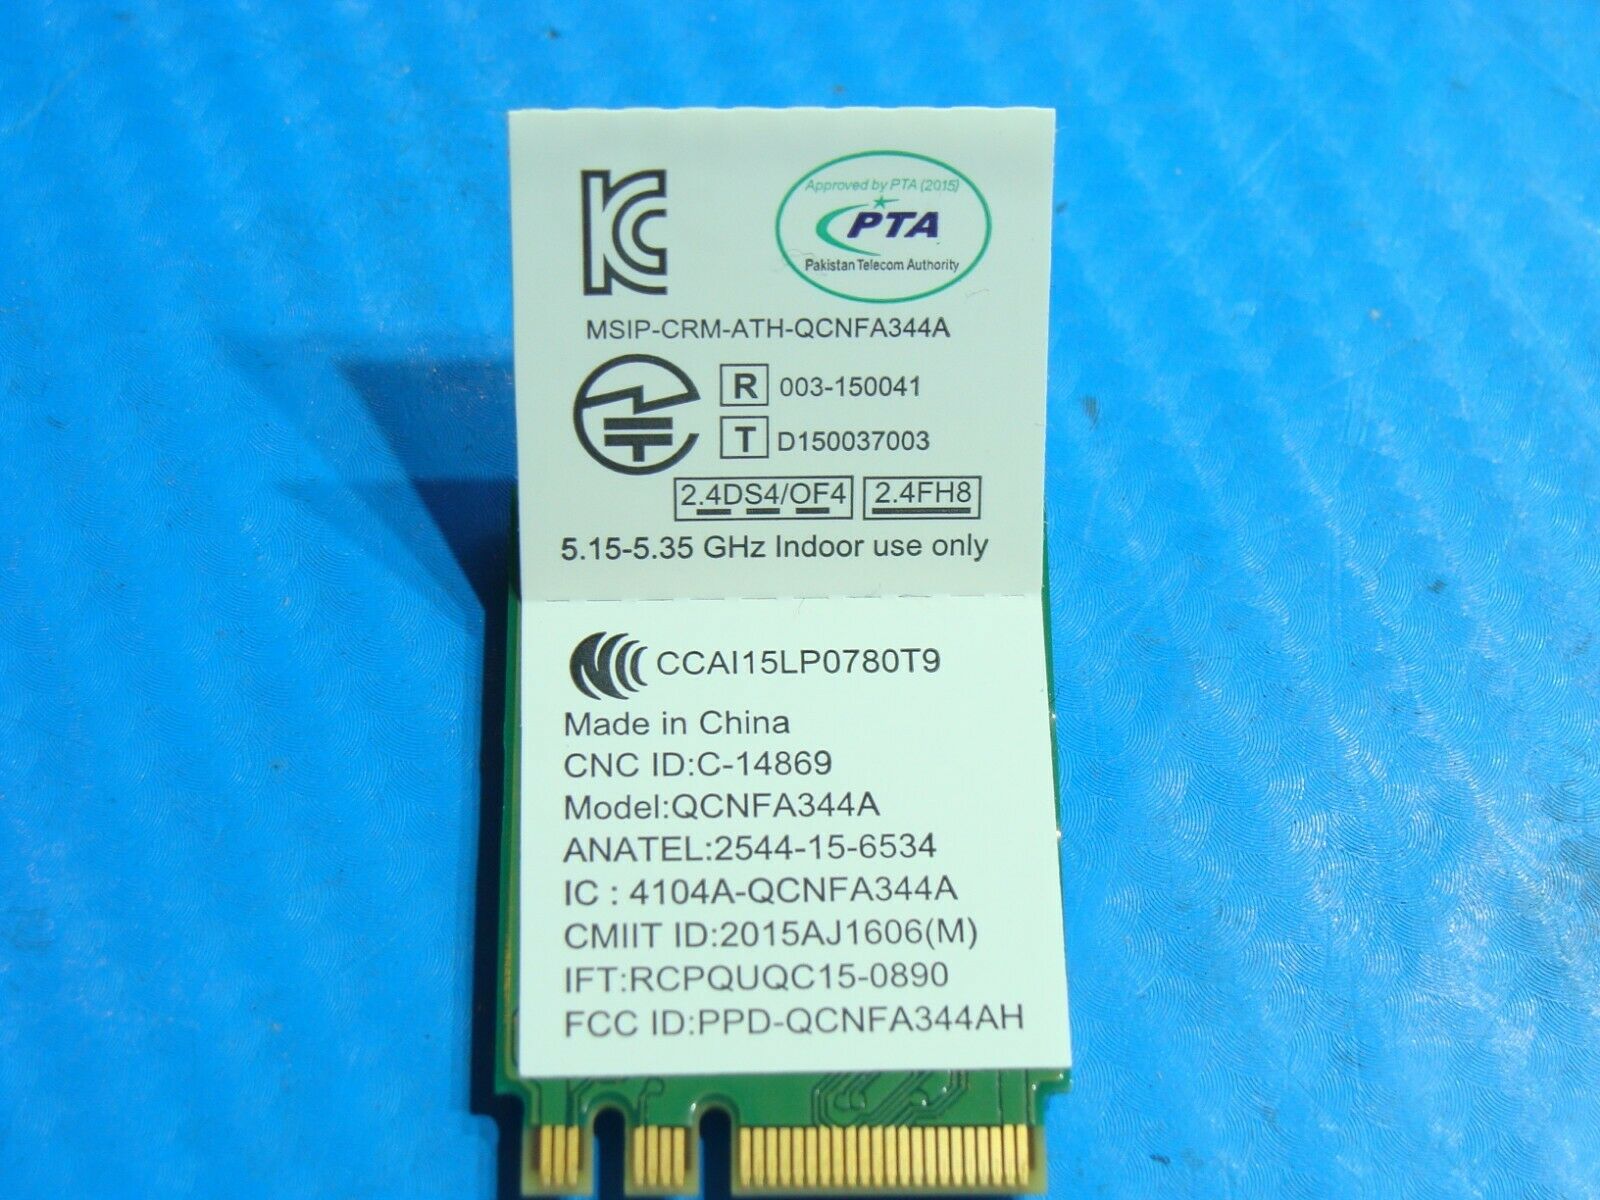 KC
Approved by PTA (2015)
PTA
Pakistan Telecom Authority
MSIP-CRM-ATH-QCNFA344A
R 003-150041
T D150037003
2.4DS4/OF4 2.4FH8
5.15-5.35 GHz Indoor use only
CCAI15LP0780T9
Made in China
CNC ID:C-14869
Model:QCNFA344A
ANATEL:2544-15-6534
IC : 4104A-QCNFA344A
CMIIT ID:2015AJ1606(M)
IFT:RCPQUQC15-0890
FCC ID:PPD-QCNFA344AH